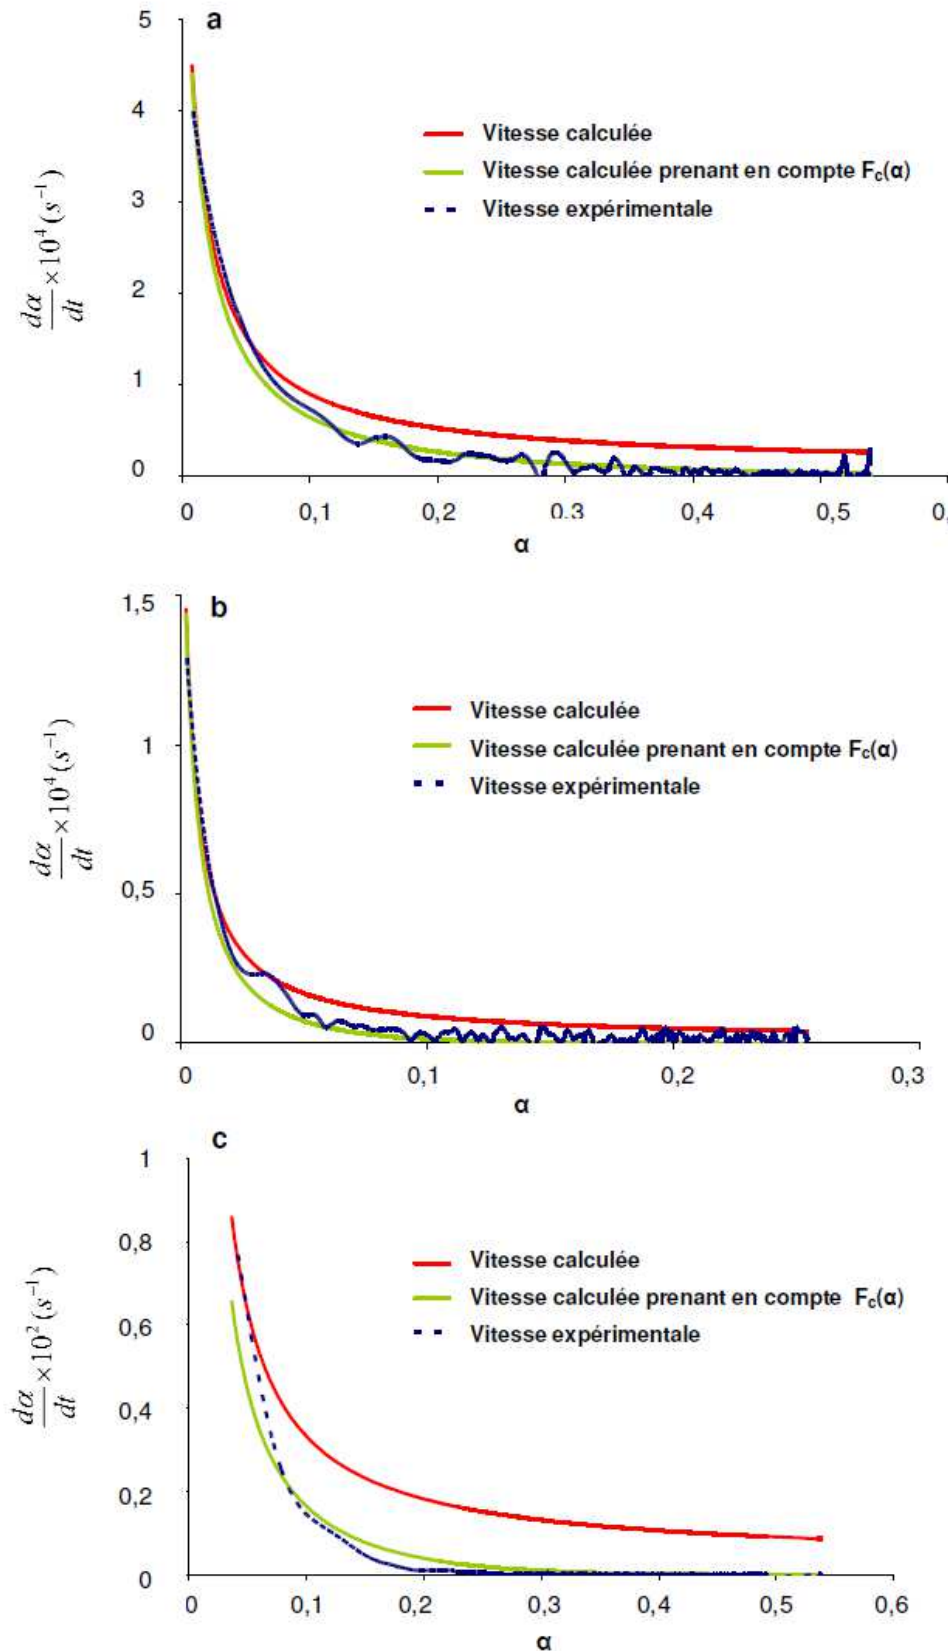 a
5
4
3
2
1
0
dα/dt ×10⁴ (s⁻¹)
Vitesse calculée
Vitesse calculée prenant en compte Fc(α)
Vitesse expérimentale
0 0,1 0,2 0,3 0,4 0,5
α
b
1,5
1
0,5
0
dα/dt ×10⁴ (s⁻¹)
Vitesse calculée
Vitesse calculée prenant en compte Fc(α)
Vitesse expérimentale
0 0,1 0,2 0,3
α
c
1
0,8
0,6
0,4
0,2
0
dα/dt ×10² (s⁻¹)
Vitesse calculée
Vitesse calculée prenant en compte Fc(α)
Vitesse expérimentale
0 0,1 0,2 0,3 0,4 0,5 0,6
α